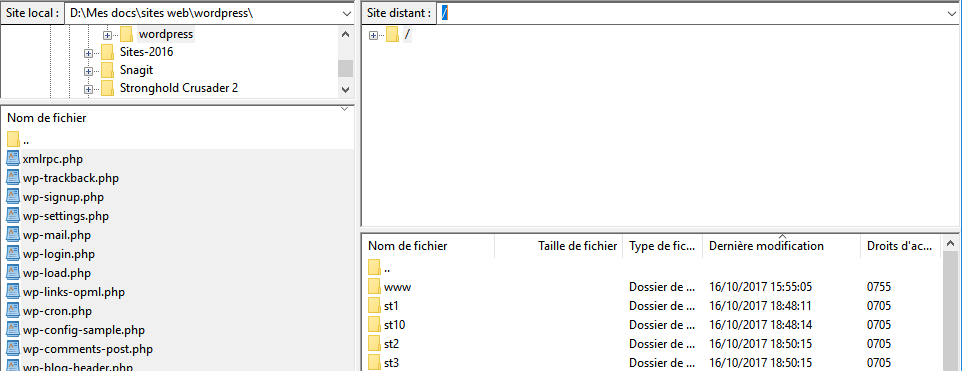 Site local : D:\Mes docs\sites web\wordpress\
wordpress
Sites-2016
Snagit
Stronghold Crusader 2
Nom de fichier
..
xmlrpc.php
wp-trackback.php
wp-signup.php
wp-settings.php
wp-mail.php
wp-login.php
wp-load.php
wp-links-opml.php
wp-cron.php
wp-config-sample.php
wp-comments-post.php
wp-blog-header.php
Site distant : /
/
Nom de fichier Taille de fichier Type de fic... Dernière modification Droits d'ac...
..
www Dossier de ... 16/10/2017 15:55:05 0755
st1 Dossier de ... 16/10/2017 18:48:11 0705
st10 Dossier de ... 16/10/2017 18:48:14 0705
st2 Dossier de ... 16/10/2017 18:50:15 0705
st3 Dossier de ... 16/10/2017 18:50:15 0705